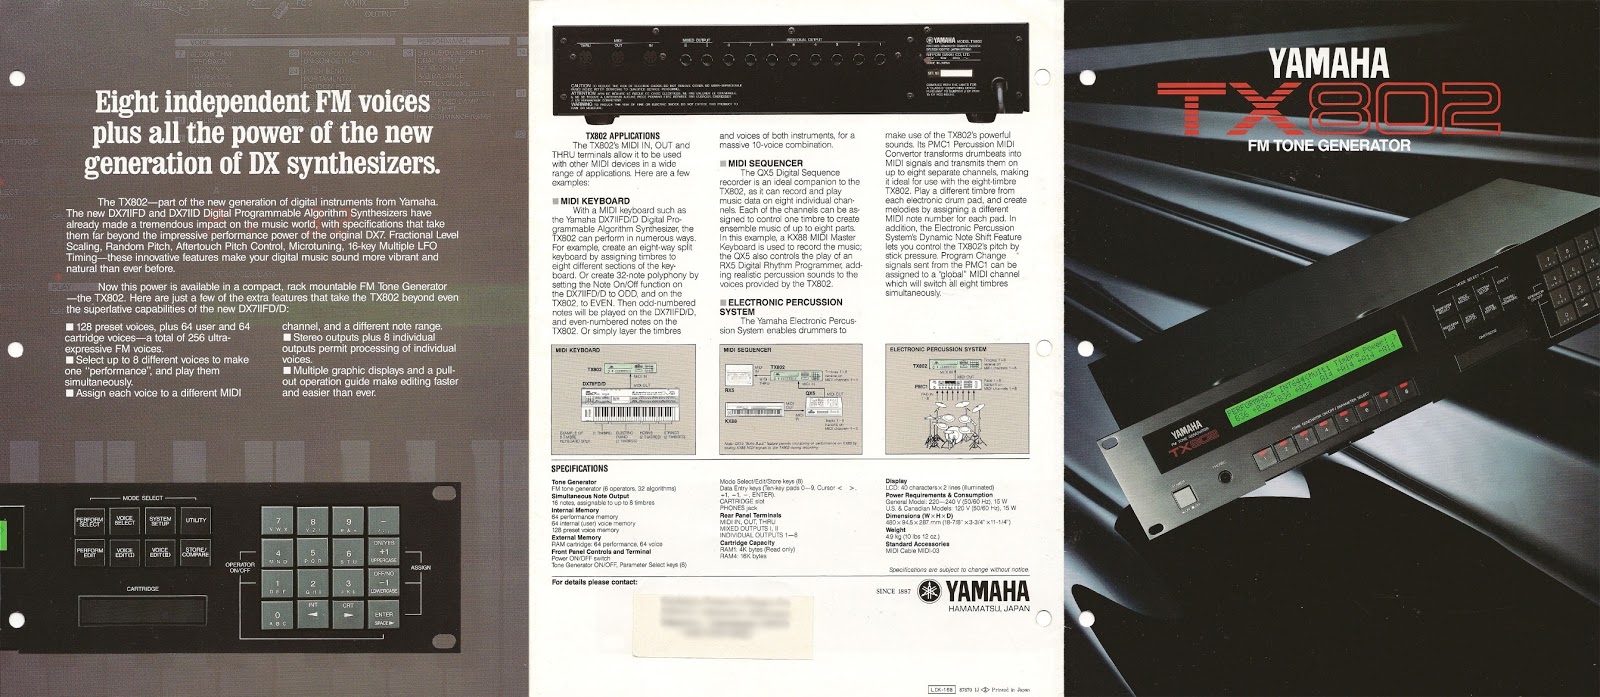 Eight independent FM voices
plus all the power of the new
generation of DX synthesizers.
The TX802—part of the new generation of digital instruments from Yamaha.
The new DX7IIFD and DX7IID Digital Programmable Algorithm Synthesizers have
already made a tremendous impact on the music world, with specifications that take
them far beyond the impressive performance power of the original DX7. Fractional Level
Scaling, Random Pitch, Aftertouch Pitch Control, Microtuning, 16-key Multiple LFO
Timing—these innovative features make your digital music sound more vibrant and
natural than ever before.
Now this power is available in a compact, rack mountable FM Tone Generator
—the TX802. Here are just a few of the extra features that take the TX802 beyond even
the superlative capabilities of the new DX7IIFD/D:
■ 128 preset voices, plus 64 user and 64
cartridge voices—a total of 256 ultra-
expressive FM voices.
■ Select up to 8 different voices to make
one "performance", and play them
simultaneously.
■ Assign each voice to a different MIDI
channel, and a different note range.
■ Stereo outputs plus 8 individual
outputs permit processing of individual
voices.
■ Multiple graphic displays and a pull-
out operation guide make editing faster
and easier than ever.
MODE SELECT
PERFORM SELECT
VOICE SELECT
SYSTEM SETUP
UTILITY
PERFORM EDIT
VOICE EDIT(I)
VOICE EDIT(II)
STORE/ COMPARE
CARTRIDGE
OPERATOR
ON/OFF
ASSIGN
7 8 9 –
4 5 6 +1
1 2 3 –1
0 INT CRT ENTER
YAMAHA
TX802 APPLICATIONS
The TX802's MIDI IN, OUT and
THRU terminals allow it to be used
with other MIDI devices in a wide
range of applications. Here are a few
examples:
■ MIDI KEYBOARD
With a MIDI keyboard such as
the Yamaha DX7IIFD/D Digital Pro-
grammable Algorithm Synthesizer, the
TX802 can perform in numerous ways.
For example, create an eight-way split
keyboard by assigning timbres to
eight different sections of the key-
board. Or create 32-note polyphony by
setting the Note On/Off function on
the DX7IIFD/D to ODD, and on the
TX802, to EVEN. Then odd-numbered
notes will be played on the DX7IIFD/D,
and even-numbered notes on the
TX802. Or simply layer the timbres
and voices of both instruments, for a
massive 10-voice combination.
■ MIDI SEQUENCER
The QX5 Digital Sequence
recorder is an ideal companion to the
TX802, as it can record and play
music data on eight individual chan-
nels. Each of the channels can be as-
signed to control one timbre to create
ensemble music of up to eight parts.
In this example, a KX88 MIDI Master
Keyboard is used to record the music;
the QX5 also controls the play of an
RX5 Digital Rhythm Programmer, add-
ing realistic percussion sounds to the
voices provided by the TX802.
■ ELECTRONIC PERCUSSION
SYSTEM
The Yamaha Electronic Percus-
sion System enables drummers to
make use of the TX802's powerful
sounds. Its PMC1 Percussion MIDI
Convertor transforms drumbeats into
MIDI signals and transmits them on
up to eight separate channels, making
it ideal for use with the eight-timbre
TX802. Play a different timbre from
each electronic drum pad, and create
melodies by assigning a different
MIDI note number for each pad. In
addition, the Electronic Percussion
System's Dynamic Note Shift Feature
lets you control the TX802's pitch by
stick pressure. Program Change
signals sent from the PMC1 can be
assigned to a "global" MIDI channel
which will switch all eight timbres
simultaneously.
MIDI KEYBOARD
TX802
DX7IIFD/D
MIDI SEQUENCER
TX802
RX5
QX5
KX88
ELECTRONIC PERCUSSION SYSTEM
TX802
PMC1
SPECIFICATIONS
Tone Generator
FM tone generator (6 operators, 32 algorithms)
Simultaneous Note Output
16 notes, assignable to up to 8 timbres
Internal Memory
64 performance memory
64 internal (user) voice memory
128 preset voice memory
External Memory
RAM cartridge: 64 performance, 64 voice
Front Panel Controls and Terminal
Power ON/OFF switch
Tone Generator ON/OFF, Parameter Select keys (8)
Mode Select/Edit/Store keys (8)
Data Entry keys (Ten-key pads 0—9, Cursor < >,
+1, −1, −, ENTER).
CARTRIDGE slot
PHONES jack
Rear Panel Terminals
MIDI IN, OUT, THRU
MIXED OUTPUTS I, II
INDIVIDUAL OUTPUTS 1—8
Cartridge Capacity
RAM1: 4K bytes (Read only)
RAM4: 16K bytes
Display
LCD: 40 characters × 2 lines (illuminated)
Power Requirements & Consumption
General Model: 220—240 V (50/60 Hz), 15 W
U.S. & Canadian Models: 120 V (50/60 Hz), 15 W
Dimensions (W × H × D)
480 × 94.5 × 287 mm (18-7/8" ×3-3/4" ×11-1/4")
Weight
4.9 kg (10 lbs 12 oz.)
Standard Accessories
MIDI Cable MIDI-03
Specifications are subject to change without notice.
For details please contact:
SINCE 1887 YAMAHA
HAMAMATSU, JAPAN
LCK-168 Printed in Japan
YAMAHA
TX802
FM TONE GENERATOR
YAMAHA
FM TONE GENERATOR
TX802